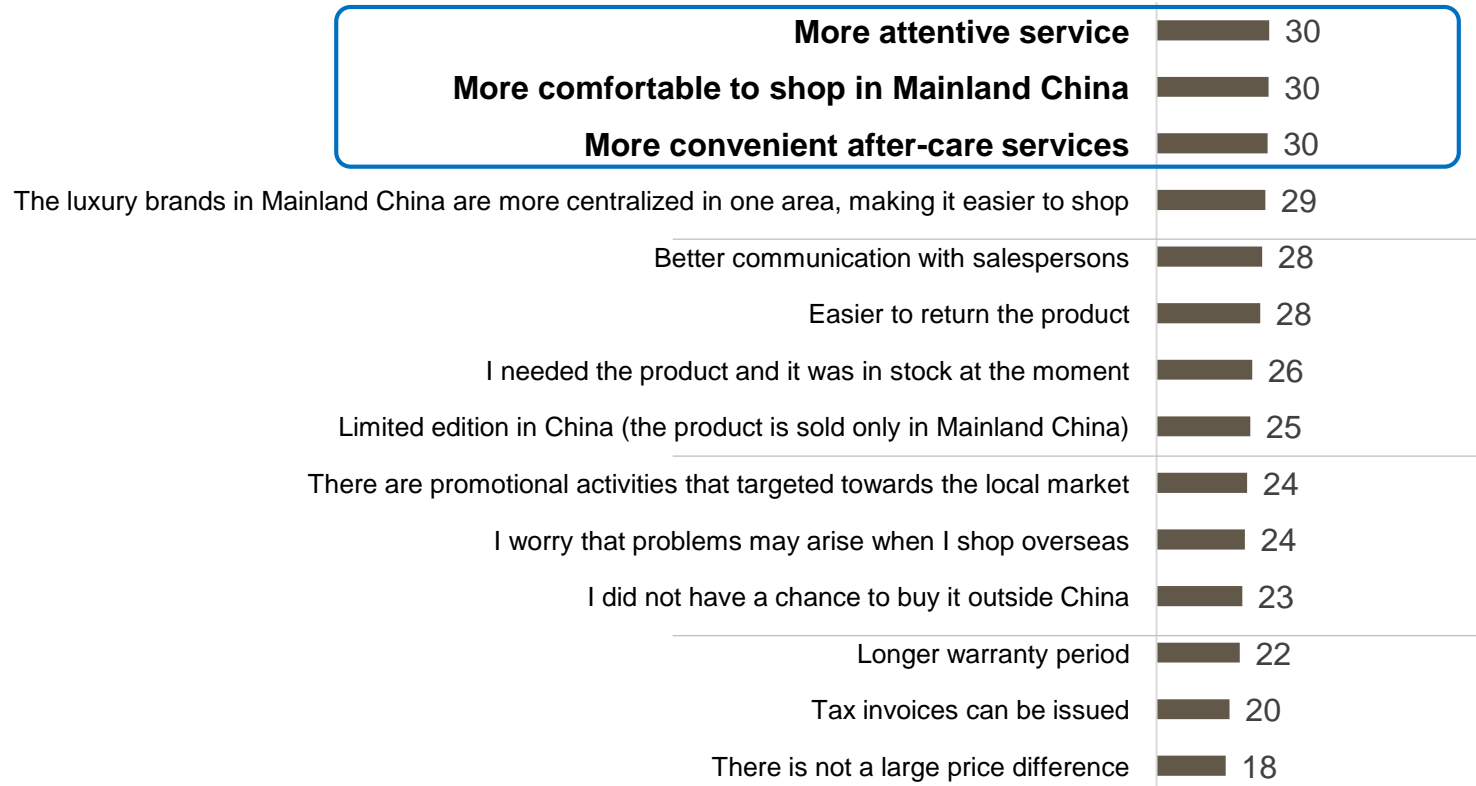 More attentive service 30
More comfortable to shop in Mainland China 30
More convenient after-care services 30
The luxury brands in Mainland China are more centralized in one area, making it easier to shop 29
Better communication with salespersons 28
Easier to return the product 28
I needed the product and it was in stock at the moment 26
Limited edition in China (the product is sold only in Mainland China) 25
There are promotional activities that targeted towards the local market 24
I worry that problems may arise when I shop overseas 24
I did not have a chance to buy it outside China 23
Longer warranty period 22
Tax invoices can be issued 20
There is not a large price difference 18